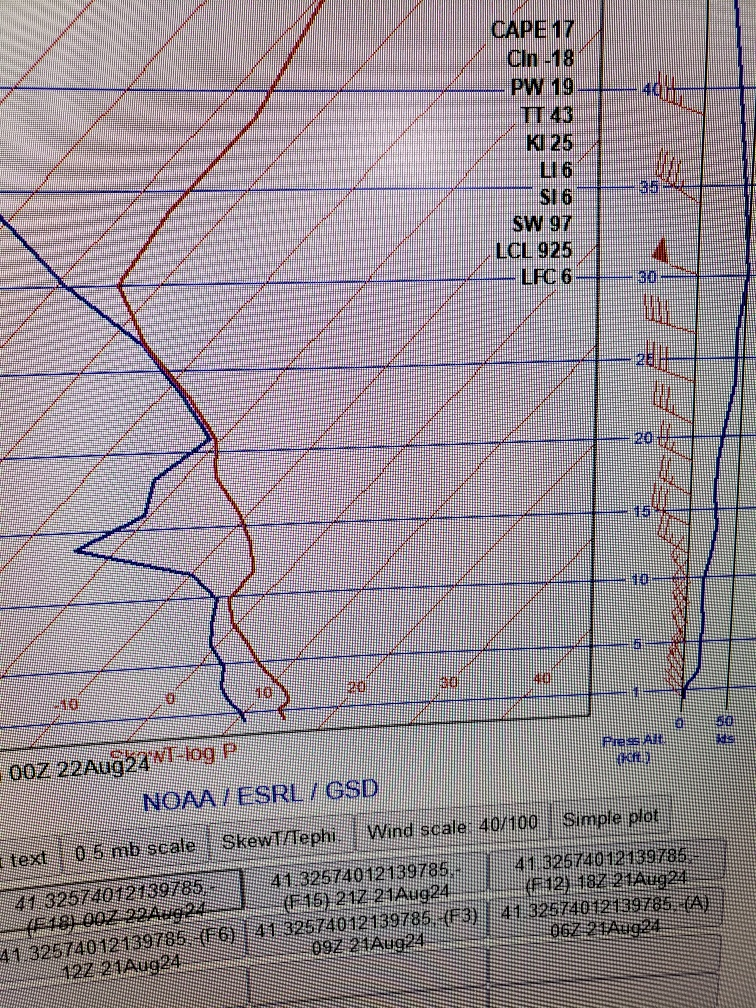 CAPE 17
CIn -18
PW 19
TT 43
KI 25
LI 6
SI 6
SW 97
LCL 925
LFC 6
40
35
30
25
20
15
10
5
1
-10 0 10 20 30 40
0 50
kts
Press Alt
(Kft.)
SkewT-log P
00Z 22Aug24
NOAA / ESRL / GSD
text
0.5 mb scale
SkewT/Tephi.
Wind scale: 40/100
Simple plot
41.32574012139785,-
(F18) 00Z 22Aug24
41.32574012139785,-
(F15) 21Z 21Aug24
41.32574012139785,-
(F12) 18Z 21Aug24
41.32574012139785,-(F6)
12Z 21Aug24
41.32574012139785,-(F3)
09Z 21Aug24
41.32574012139785,-(A)
06Z 21Aug24